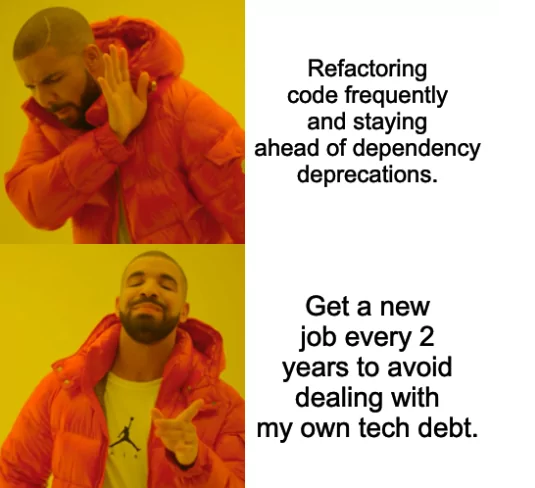 Refactoring
code frequently
and staying
ahead of dependency
deprecations.
Get a new
job every 2
years to avoid
dealing with
my own tech debt.